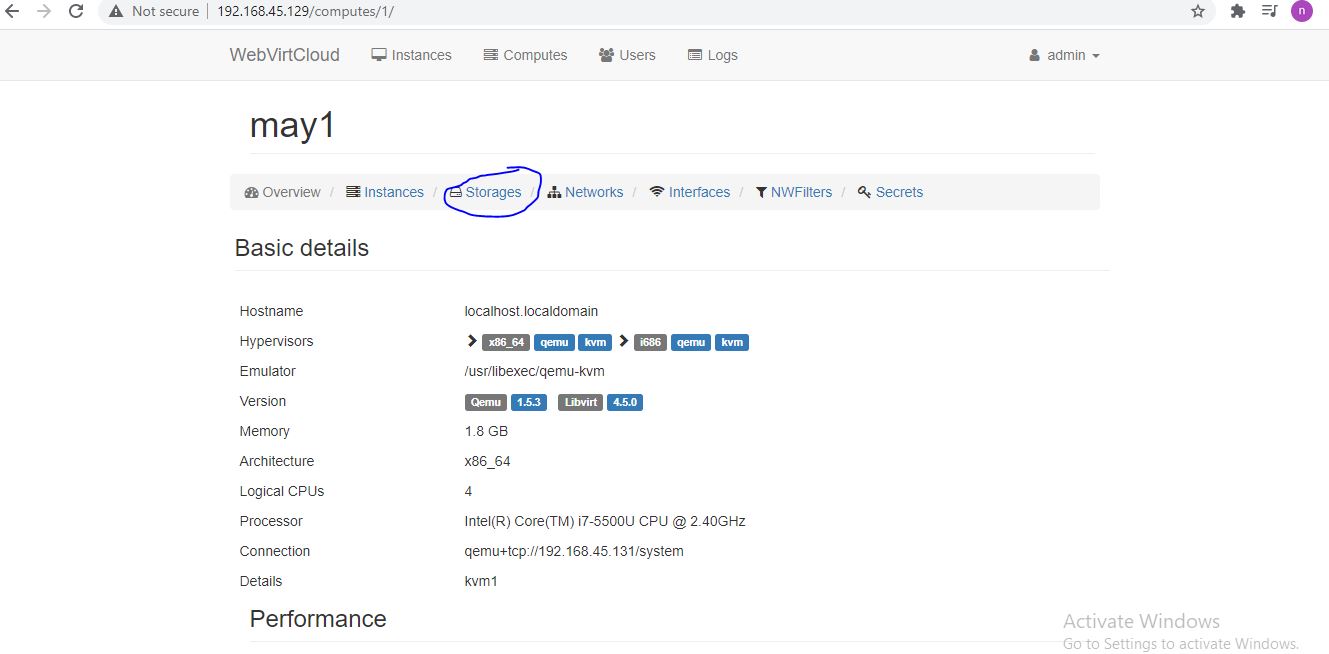 Not secure | 192.168.45.129/computes/1/ n
WebVirtCloud Instances Computes Users Logs admin
may1
Overview / Instances / Storages / Networks / Interfaces / NWFilters / Secrets
Basic details
Hostname localhost.localdomain
Hypervisors x86_64 qemu kvm i686 qemu kvm
Emulator /usr/libexec/qemu-kvm
Version Qemu 1.5.3 Libvirt 4.5.0
Memory 1.8 GB
Architecture x86_64
Logical CPUs 4
Processor Intel(R) Core(TM) i7-5500U CPU @ 2.40GHz
Connection qemu+tcp://192.168.45.131/system
Details kvm1
Performance
Activate Windows
Go to Settings to activate Windows.